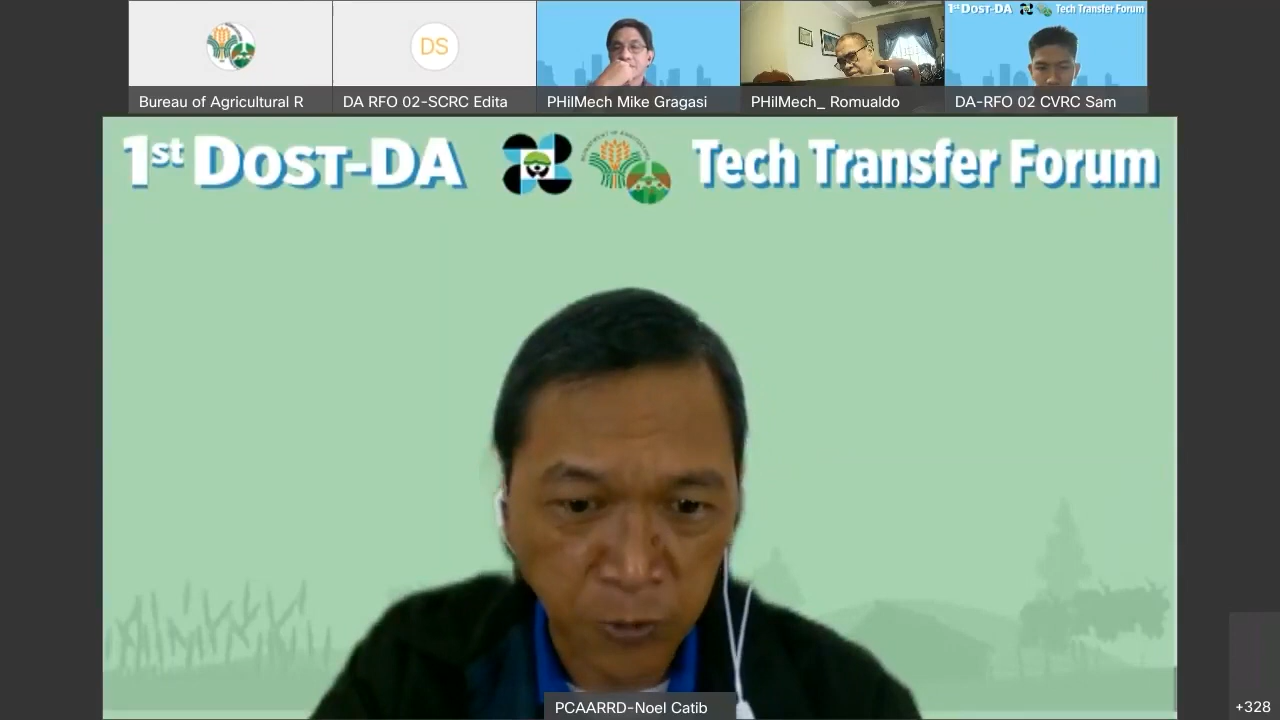 1st DOST-DA Tech Transfer Forum
Bureau of Agricultural R
DS
DA RFO 02-SCRC Edita
PHilMech Mike Gragasi
PHilMech_ Romualdo
DA-RFO 02 CVRC Sam
1st DOST-DA Tech Transfer Forum
PCAARRD-Noel Catib
+328